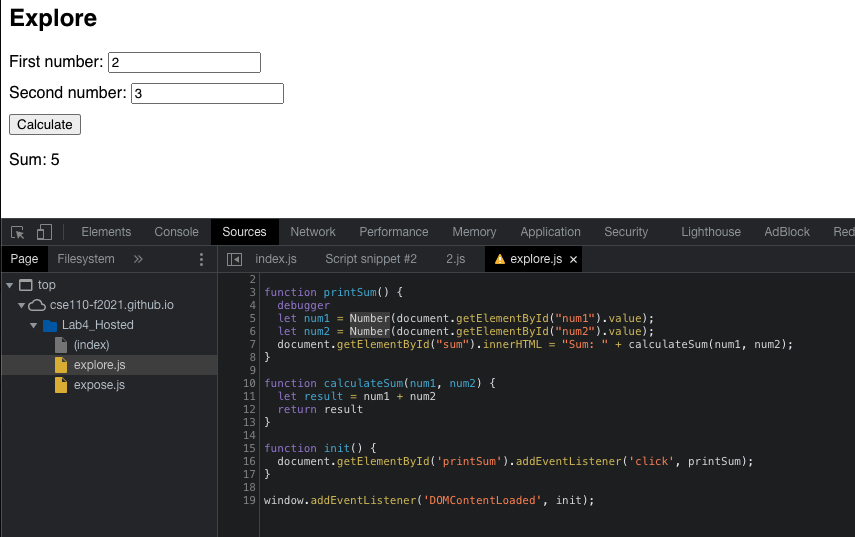 Explore
First number: 2
Second number: 3
Calculate
Sum: 5
Elements Console Sources Network Performance Memory Application Security Lighthouse AdBlock Red
Page Filesystem »
index.js Script snippet #2 2.js explore.js ×
top
cse110-f2021.github.io
Lab4_Hosted
(index)
explore.js
expose.js
2
3 function printSum() {
4   debugger
5   let num1 = Number(document.getElementById("num1").value);
6   let num2 = Number(document.getElementById("num2").value);
7   document.getElementById("sum").innerHTML = "Sum: " + calculateSum(num1, num2);
8 }
9
10 function calculateSum(num1, num2) {
11   let result = num1 + num2
12   return result
13 }
14
15 function init() {
16   document.getElementById('printSum').addEventListener('click', printSum);
17 }
18
19 window.addEventListener('DOMContentLoaded', init);